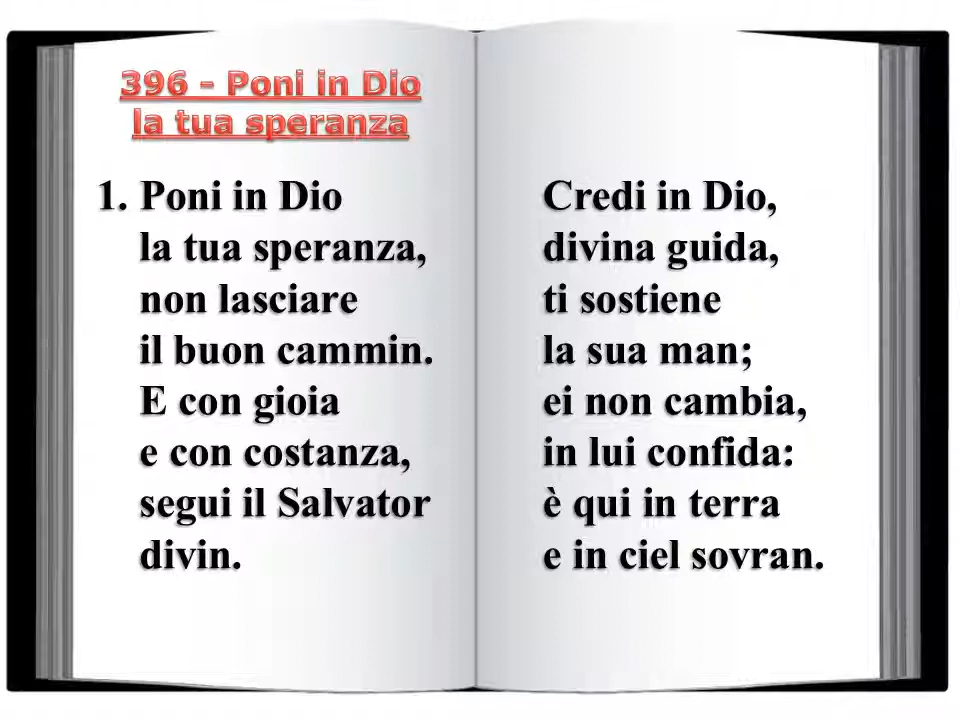 396 - Poni in Dio
la tua speranza
1. Poni in Dio
la tua speranza,
non lasciare
il buon cammin.
E con gioia
e con costanza,
segui il Salvator
divin.
Credi in Dio,
divina guida,
ti sostiene
la sua man;
ei non cambia,
in lui confida:
è qui in terra
e in ciel sovran.